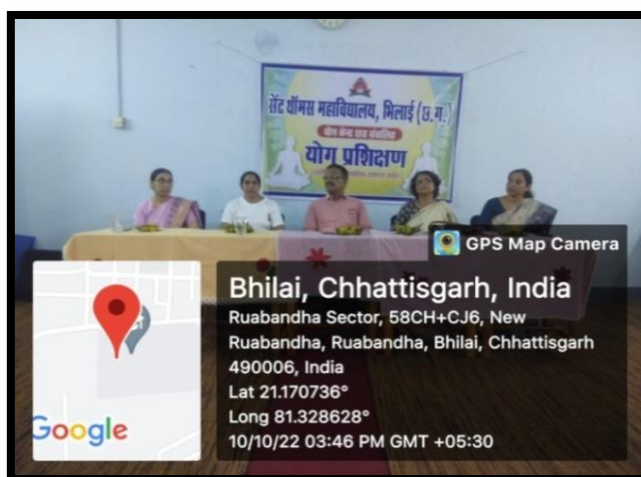 सेंट थॉमस महाविद्यालय, भिलाई (छ.ग.)
योग केन्द्र द्वारा संचालित
योग प्रशिक्षण
GPS Map Camera
Bhilai, Chhattisgarh, India
Ruabandha Sector, 58CH+CJ6, New
Ruabandha, Ruabandha, Bhilai, Chhattisgarh
490006, India
Lat 21.170736°
Long 81.328628°
10/10/22 03:46 PM GMT +05:30
Google